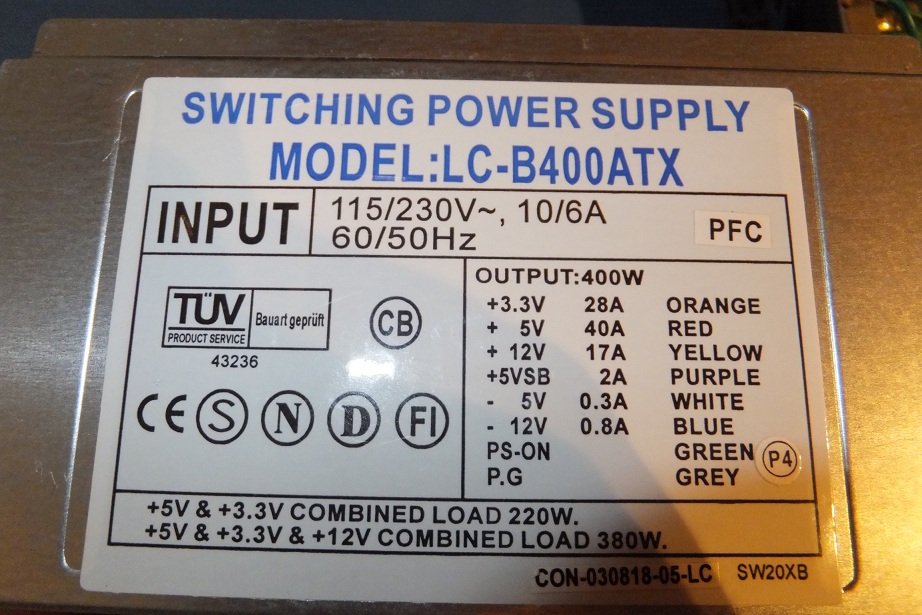 SWITCHING POWER SUPPLY
MODEL:LC-B400ATX
INPUT
115/230V~, 10/6A
60/50Hz
PFC
TÜV
PRODUCT SERVICE
Bauart geprüft
43236
CB
CE S N D FI
OUTPUT:400W
+3.3V 28A ORANGE
+ 5V 40A RED
+ 12V 17A YELLOW
+5VSB 2A PURPLE
- 5V 0.3A WHITE
- 12V 0.8A BLUE
PS-ON GREEN
P.G GREY
P4
+5V & +3.3V COMBINED LOAD 220W.
+5V & +3.3V & +12V COMBINED LOAD 380W.
CON-030818-05-LC SW20XB